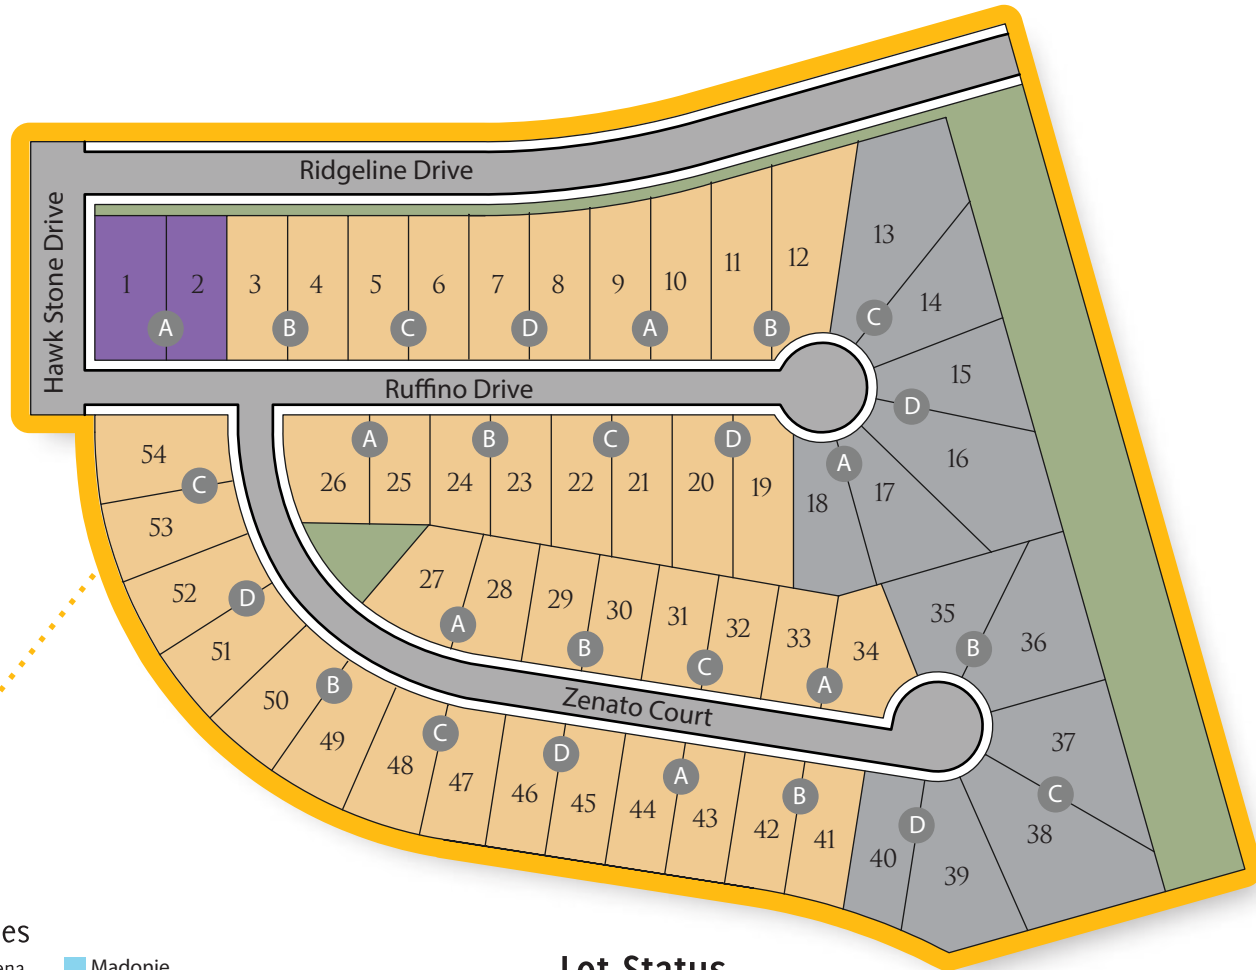 Ridgeline Drive
Hawk Stone Drive
1 2 3 4 5 6 7 8 9 10 11 12 13 14
A B C D A B C
15
D
Ruffino Drive
16
A
17
18
54
C
53
A B C D
26 25 24 23 22 21 20 19
52
D
51
27 28 29 30 31 32 33 34
A B C A
35
B
36
50
B
49
Zenato Court
48
C
47
46
D
45
44
A
43
42
B
41
40
D
39
37
C
38
es
ena
Madonie
Lot Status